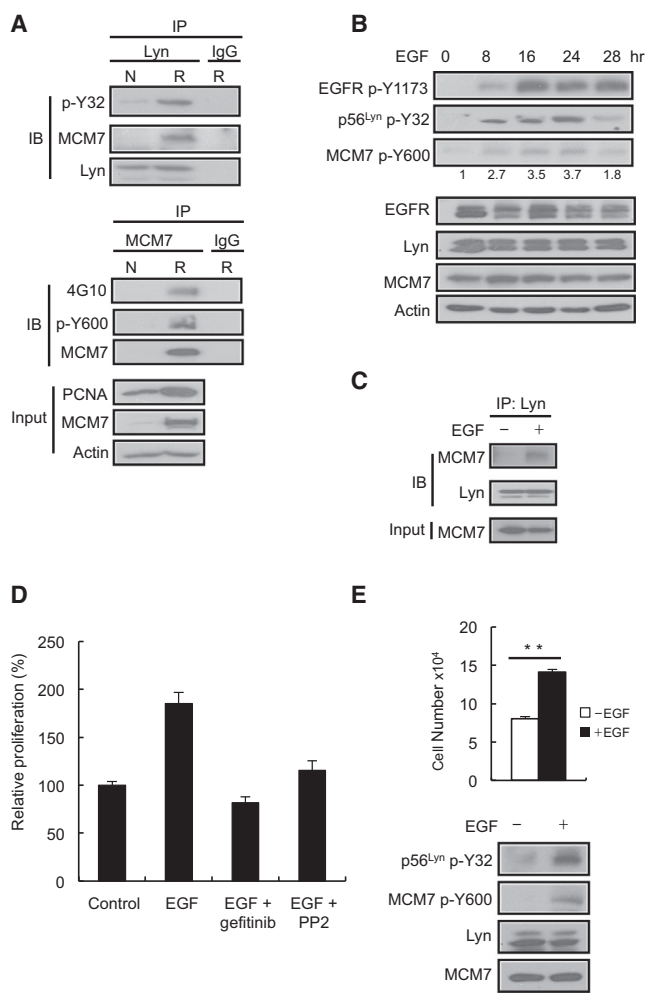 A
IP
Lyn IgG
N R R
p-Y32
IB MCM7
Lyn
IP
MCM7 IgG
N R R
4G10
IB p-Y600
MCM7
PCNA
Input MCM7
Actin
B
EGF 0 8 16 24 28 hr
EGFR p-Y1173
p56Lyn p-Y32
MCM7 p-Y600
1 2.7 3.5 3.7 1.8
EGFR
Lyn
MCM7
Actin
C
IP: Lyn
EGF − +
MCM7
IB
Lyn
Input MCM7
D
Relative proliferation (%)
250
200
150
100
50
0
Control EGF EGF + gefitinib EGF + PP2
E
Cell Number x10⁴
20
15
10
5
0
**
−EGF
+EGF
EGF − +
p56Lyn p-Y32
MCM7 p-Y600
Lyn
MCM7